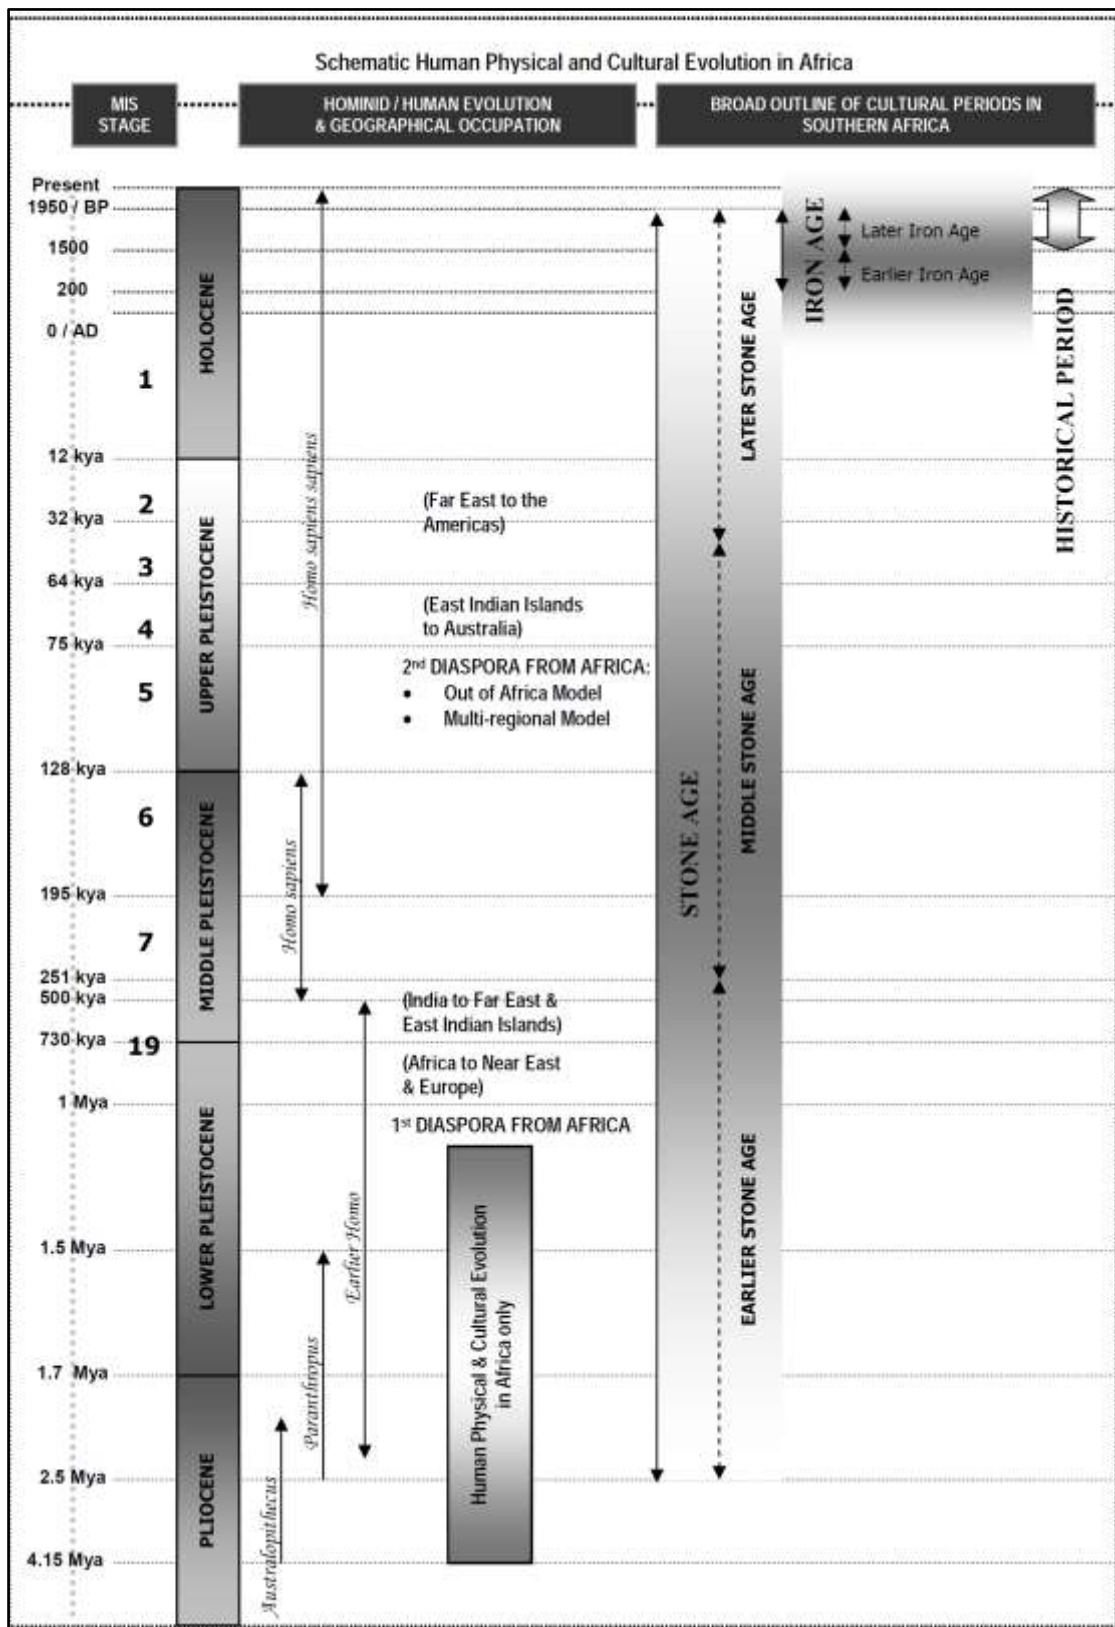 Schematic Human Physical and Cultural Evolution in Africa
MIS
STAGE
HOMINID / HUMAN EVOLUTION
& GEOGRAPHICAL OCCUPATION
BROAD OUTLINE OF CULTURAL PERIODS IN
SOUTHERN AFRICA
Present
1950 / BP
1500
200
0 / AD
12 kya
32 kya
64 kya
75 kya
128 kya
195 kya
251 kya
500 kya
730 kya
1 Mya
1.5 Mya
1.7 Mya
2.5 Mya
4.15 Mya
1
2
3
4
5
6
7
19
HOLOCENE
UPPER PLEISTOCENE
MIDDLE PLEISTOCENE
LOWER PLEISTOCENE
PLIOCENE
Homo sapiens sapiens
Homo sapiens
Earlier Homo
Paranthropus
Australopithecus
(Far East to the
Americas)
(East Indian Islands
to Australia)
2nd DIASPORA FROM AFRICA:
• Out of Africa Model
• Multi-regional Model
(India to Far East &
East Indian Islands)
(Africa to Near East
& Europe)
1st DIASPORA FROM AFRICA
Human Physical & Cultural Evolution
in Africa only
STONE AGE
LATER STONE AGE
MIDDLE STONE AGE
EARLIER STONE AGE
IRON AGE
Later Iron Age
Earlier Iron Age
HISTORICAL PERIOD